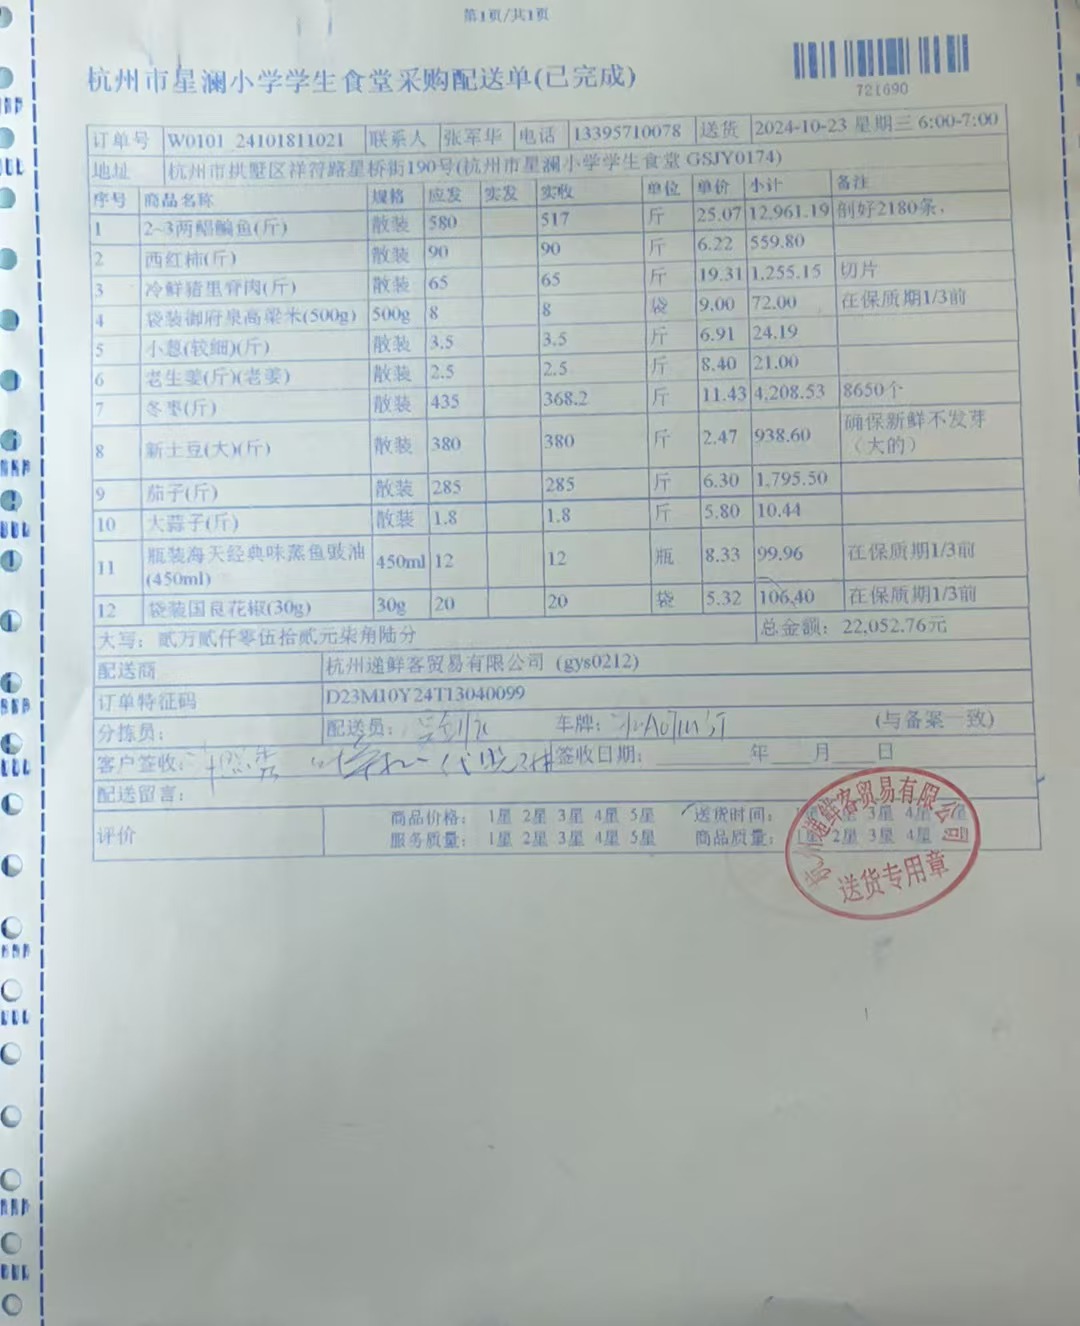 第1页/共1页
杭州市星澜小学学生食堂采购配送单(已完成)
721690
订单号 W0101_24101811021 联系人 张军华 电话 13395710078 送货 2024-10-23 星期三 6:00-7:00
地址 杭州市拱墅区祥符路星桥街190号(杭州市星澜小学学生食堂 GSJY0174)
序号 商品名称 规格 应发 实发 实收 单位 单价 小计 备注
1 2~3两鲳鳊鱼(斤) 散装 580 517 斤 25.07 12,961.19 剖好2180条,
2 西红柿(斤) 散装 90 90 斤 6.22 559.80
3 冷鲜猪里脊肉(斤) 散装 65 65 斤 19.31 1,255.15 切片
4 袋装御府泉高粱米(500g) 500g 8 8 袋 9.00 72.00 在保质期1/3前
5 小葱(较细)(斤) 散装 3.5 3.5 斤 6.91 24.19
6 老生姜(斤)(老姜) 散装 2.5 2.5 斤 8.40 21.00
7 冬枣(斤) 散装 435 368.2 斤 11.43 4,208.53 8650个
8 新土豆(大)(斤) 散装 380 380 斤 2.47 938.60 确保新鲜不发芽
(大的)
9 茄子(斤) 散装 285 285 斤 6.30 1,795.50
10 大蒜子(斤) 散装 1.8 1.8 斤 5.80 10.44
11 瓶装海天经典味蒸鱼豉油 450ml 12 12 瓶 8.33 99.96 在保质期1/3前
(450ml)
12 袋装国良花椒(30g) 30g 20 20 袋 5.32 106.40 在保质期1/3前
大写: 贰万贰仟零伍拾贰元柒角陆分 总金额: 22,052.76元
配送商 杭州递鲜客贸易有限公司 (gys0212)
订单特征码 D23M10Y24T13040099
分拣员: 配送员: 车牌: (与备案一致)
客户签收: 签收日期: 年 月 日
配送留言:
评价 商品价格: 1星 2星 3星 4星 5星 送货时间: 3星 4星
服务质量: 1星 2星 3星 4星 5星 商品质量: 1星 2星 3星 4星
杭州递鲜客贸易有限公司
送货专用章